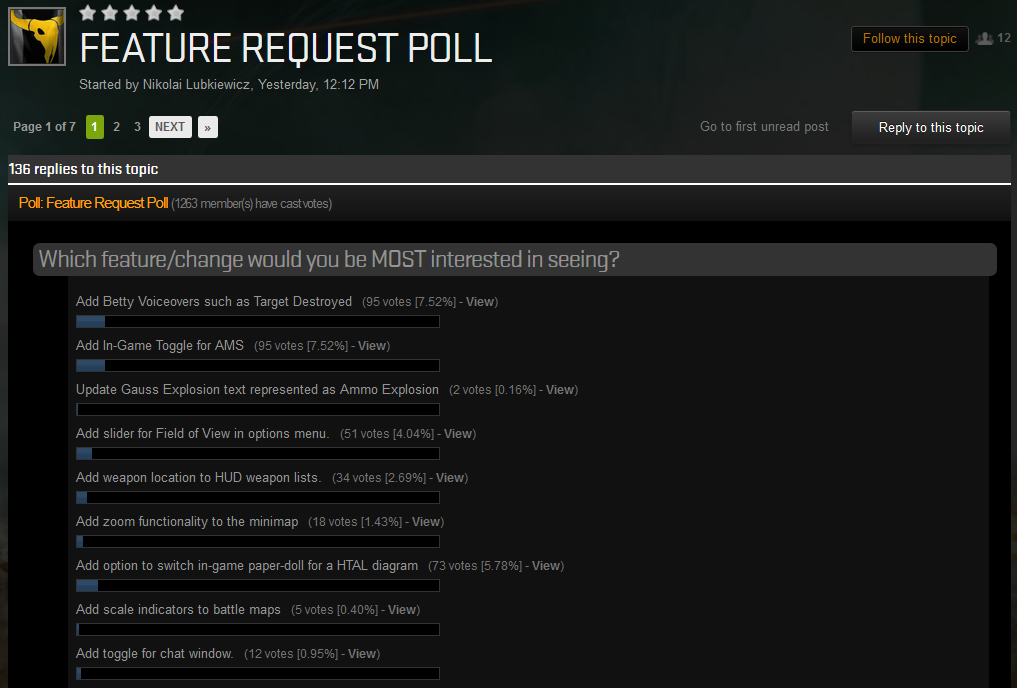 FEATURE REQUEST POLL
Started by Nikolai Lubkiewicz, Yesterday, 12:12 PM
Follow this topic 12
Page 1 of 7 1 2 3 NEXT »
Go to first unread post Reply to this topic
136 replies to this topic
Poll: Feature Request Poll (1263 member(s) have cast votes)
Which feature/change would you be MOST interested in seeing?
Add Betty Voiceovers such as Target Destroyed (95 votes [7.52%] - View)
Add In-Game Toggle for AMS (95 votes [7.52%] - View)
Update Gauss Explosion text represented as Ammo Explosion (2 votes [0.16%] - View)
Add slider for Field of View in options menu. (51 votes [4.04%] - View)
Add weapon location to HUD weapon lists. (34 votes [2.69%] - View)
Add zoom functionality to the minimap (18 votes [1.43%] - View)
Add option to switch in-game paper-doll for a HTAL diagram (73 votes [5.78%] - View)
Add scale indicators to battle maps (5 votes [0.40%] - View)
Add toggle for chat window. (12 votes [0.95%] - View)